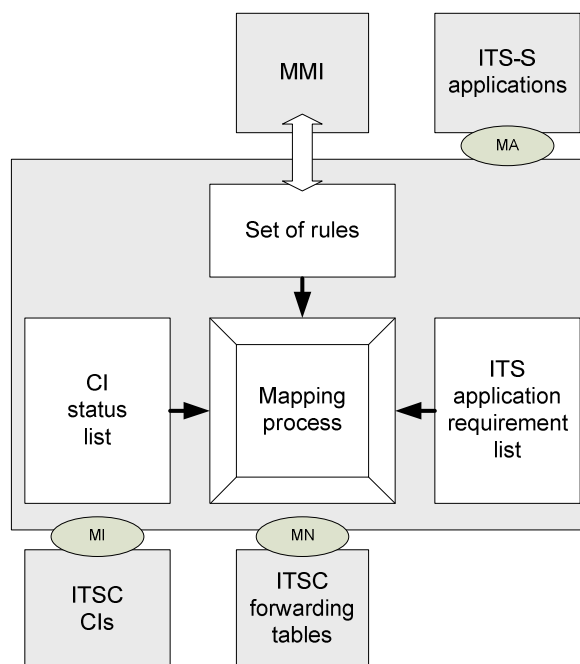 MMI
ITS-S
applications
MA
Set of rules
CI
status
list
Mapping
process
ITS
application
requirement
list
MI
MN
ITSC
CIs
ITSC
forwarding
tables